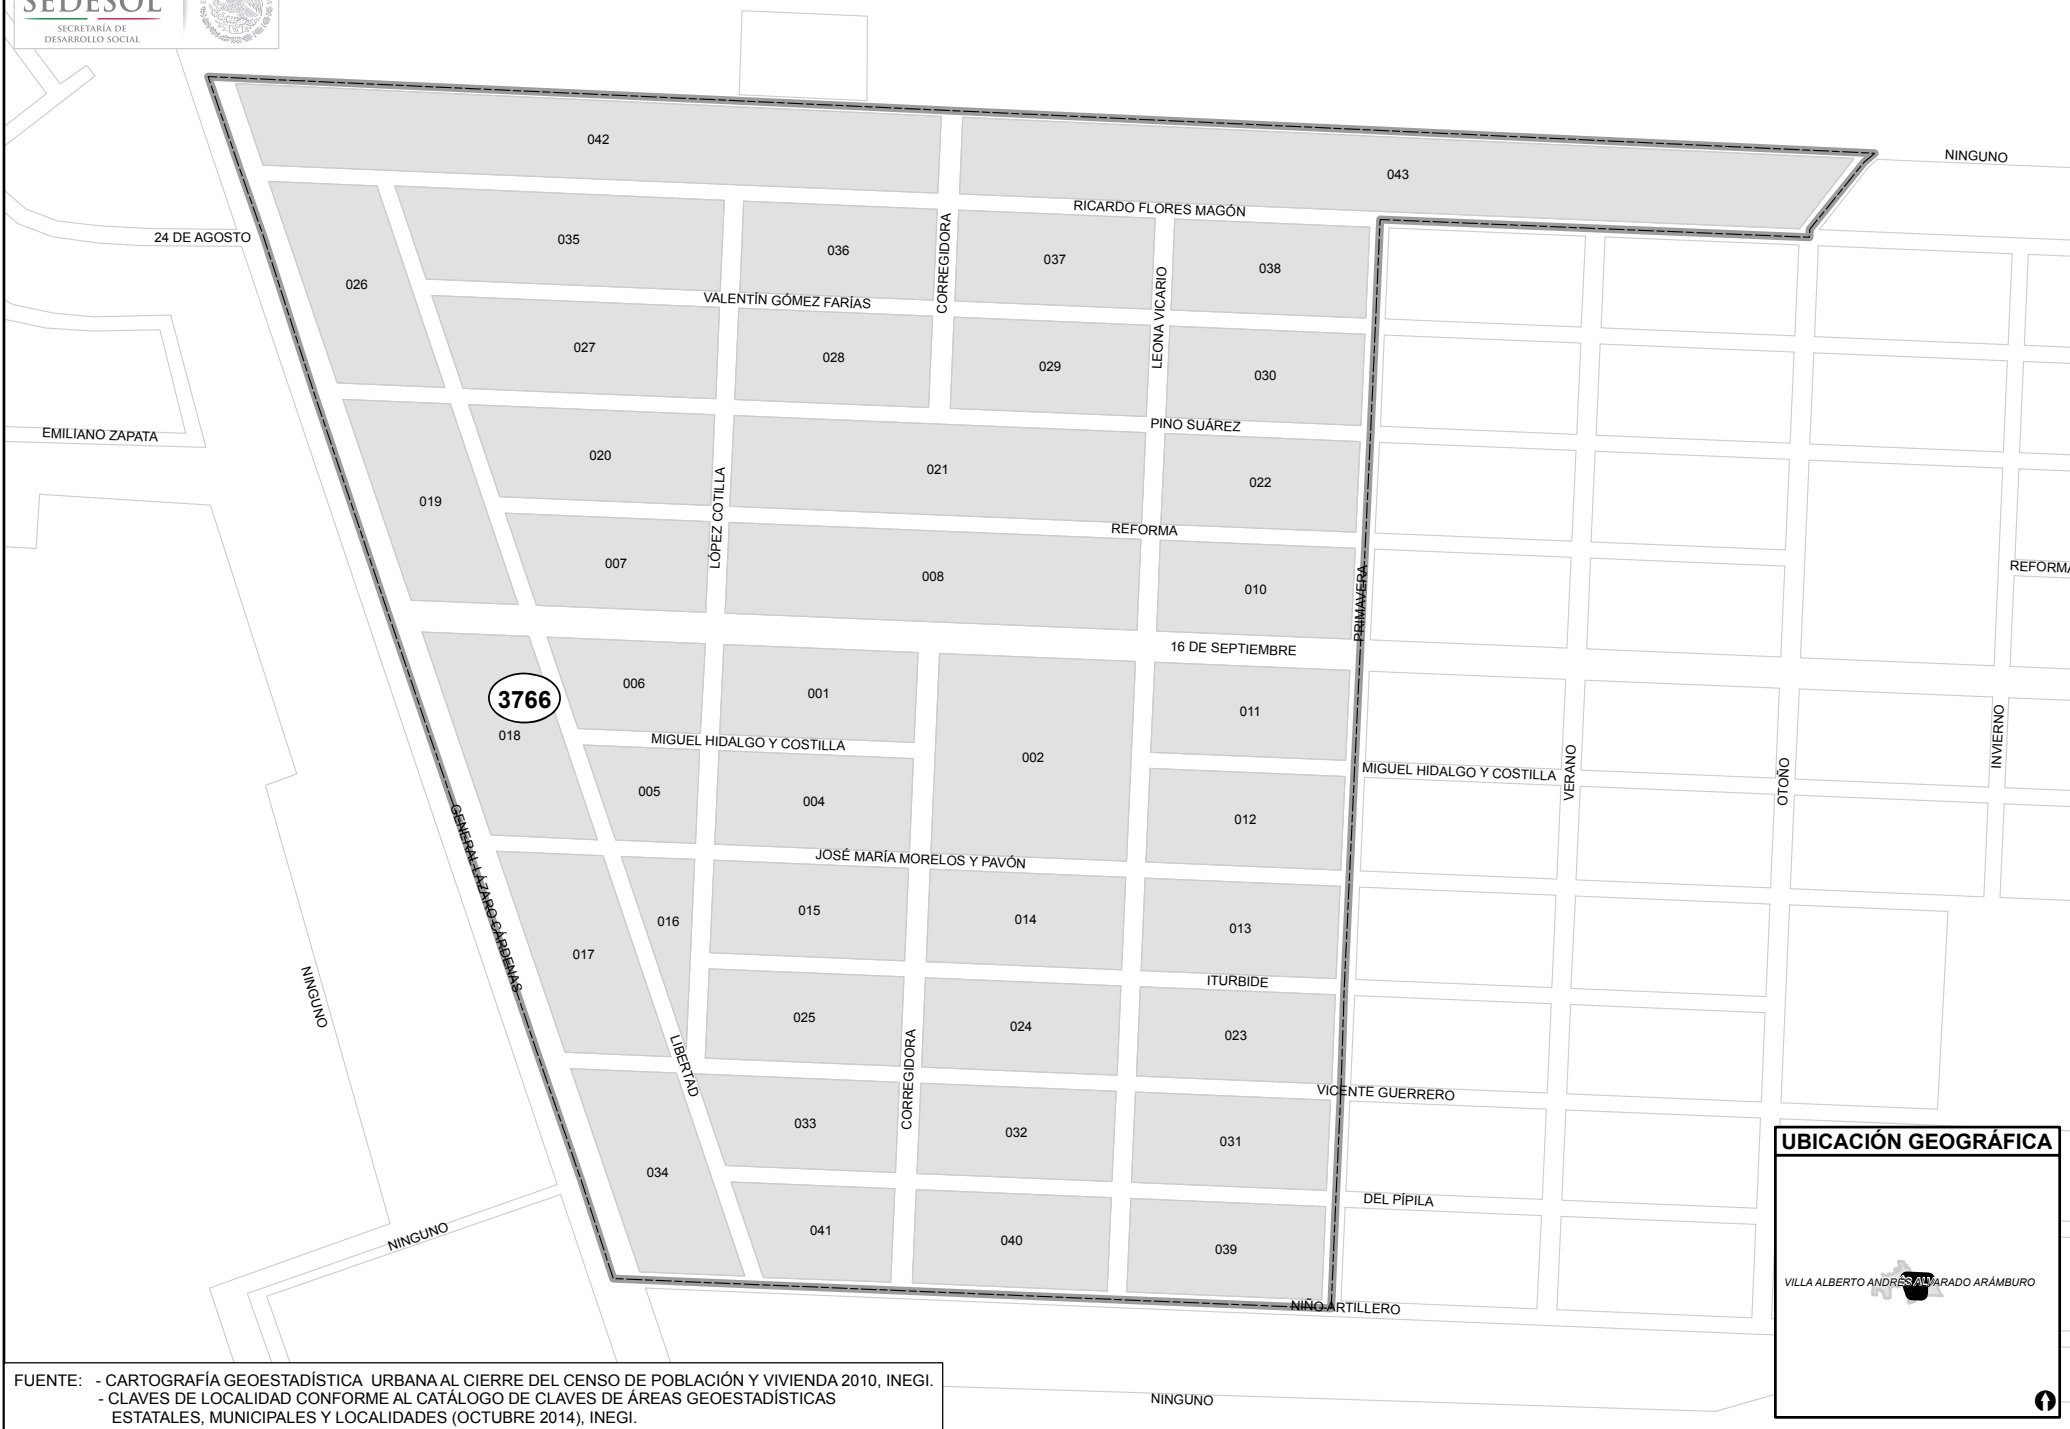 SEDESOL
SECRETARÍA DE
DESARROLLO SOCIAL
042
043
NINGUNO
RICARDO FLORES MAGÓN
24 DE AGOSTO
035
036
CORREGIDORA
037
038
026
VALENTÍN GÓMEZ FARÍAS
LEONA VICARIO
027
028
029
030
EMILIANO ZAPATA
PINO SUÁREZ
020
021
022
019
LÓPEZ COTILLA
REFORMA
007
008
010
PRIMAVERA
REFORMA
16 DE SEPTIEMBRE
006
001
011
3766
018
MIGUEL HIDALGO Y COSTILLA
002
INVIERNO
MIGUEL HIDALGO Y COSTILLA
VERANO
OTOÑO
005
004
012
GENERAL LÁZARO CÁRDENAS
JOSÉ MARÍA MORELOS Y PAVÓN
016
015
014
013
017
NINGUNO
ITURBIDE
025
024
023
LIBERTAD
CORREGIDORA
VICENTE GUERRERO
033
032
031
034
DEL PÍPILA
NINGUNO
041
040
039
NIÑO ARTILLERO
UBICACIÓN GEOGRÁFICA
VILLA ALBERTO ANDRÉS ALVARADO ARÁMBURO
NINGUNO
FUENTE: - CARTOGRAFÍA GEOESTADÍSTICA URBANA AL CIERRE DEL CENSO DE POBLACIÓN Y VIVIENDA 2010, INEGI.
- CLAVES DE LOCALIDAD CONFORME AL CATÁLOGO DE CLAVES DE ÁREAS GEOESTADÍSTICAS
ESTATALES, MUNICIPALES Y LOCALIDADES (OCTUBRE 2014), INEGI.